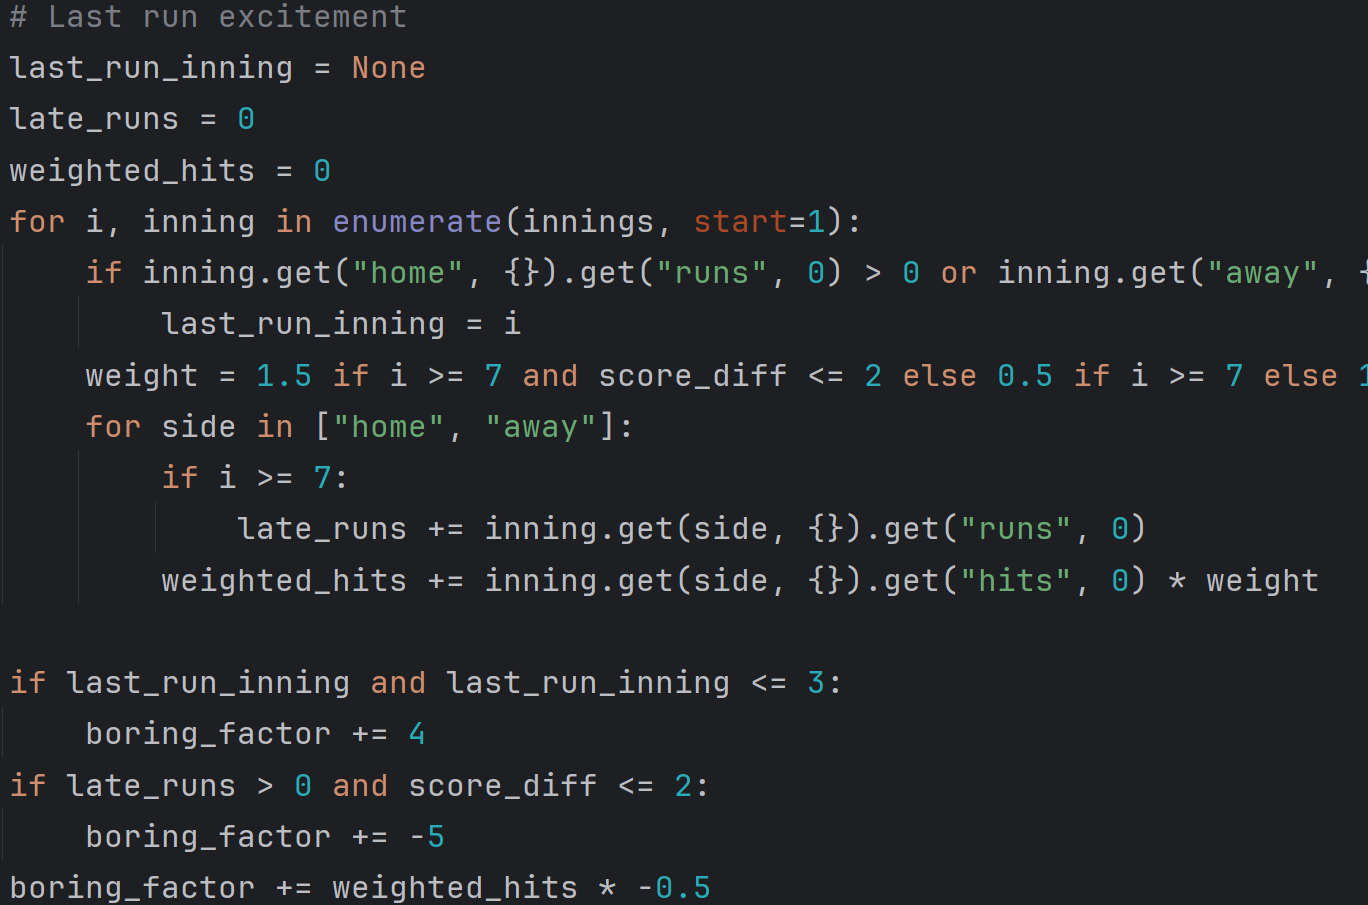 # Last run excitement
last_run_inning = None
late_runs = 0
weighted_hits = 0
for i, inning in enumerate(innings, start=1):
    if inning.get("home", {}).get("runs", 0) > 0 or inning.get("away", {
        last_run_inning = i
    weight = 1.5 if i >= 7 and score_diff <= 2 else 0.5 if i >= 7 else 1
    for side in ["home", "away"]:
        if i >= 7:
            late_runs += inning.get(side, {}).get("runs", 0)
        weighted_hits += inning.get(side, {}).get("hits", 0) * weight

if last_run_inning and last_run_inning <= 3:
    boring_factor += 4
if late_runs > 0 and score_diff <= 2:
    boring_factor += -5
boring_factor += weighted_hits * -0.5